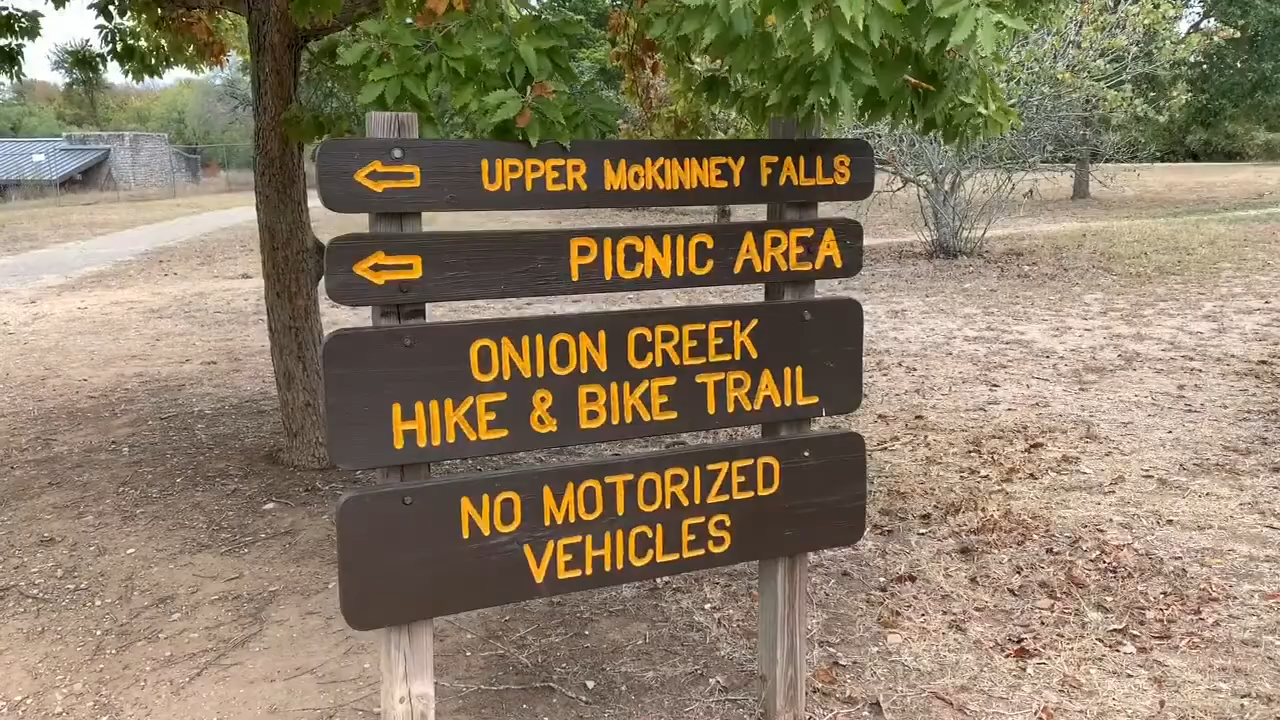 UPPER McKINNEY FALLS
PICNIC AREA
ONION CREEK
HIKE & BIKE TRAIL
NO MOTORIZED
VEHICLES